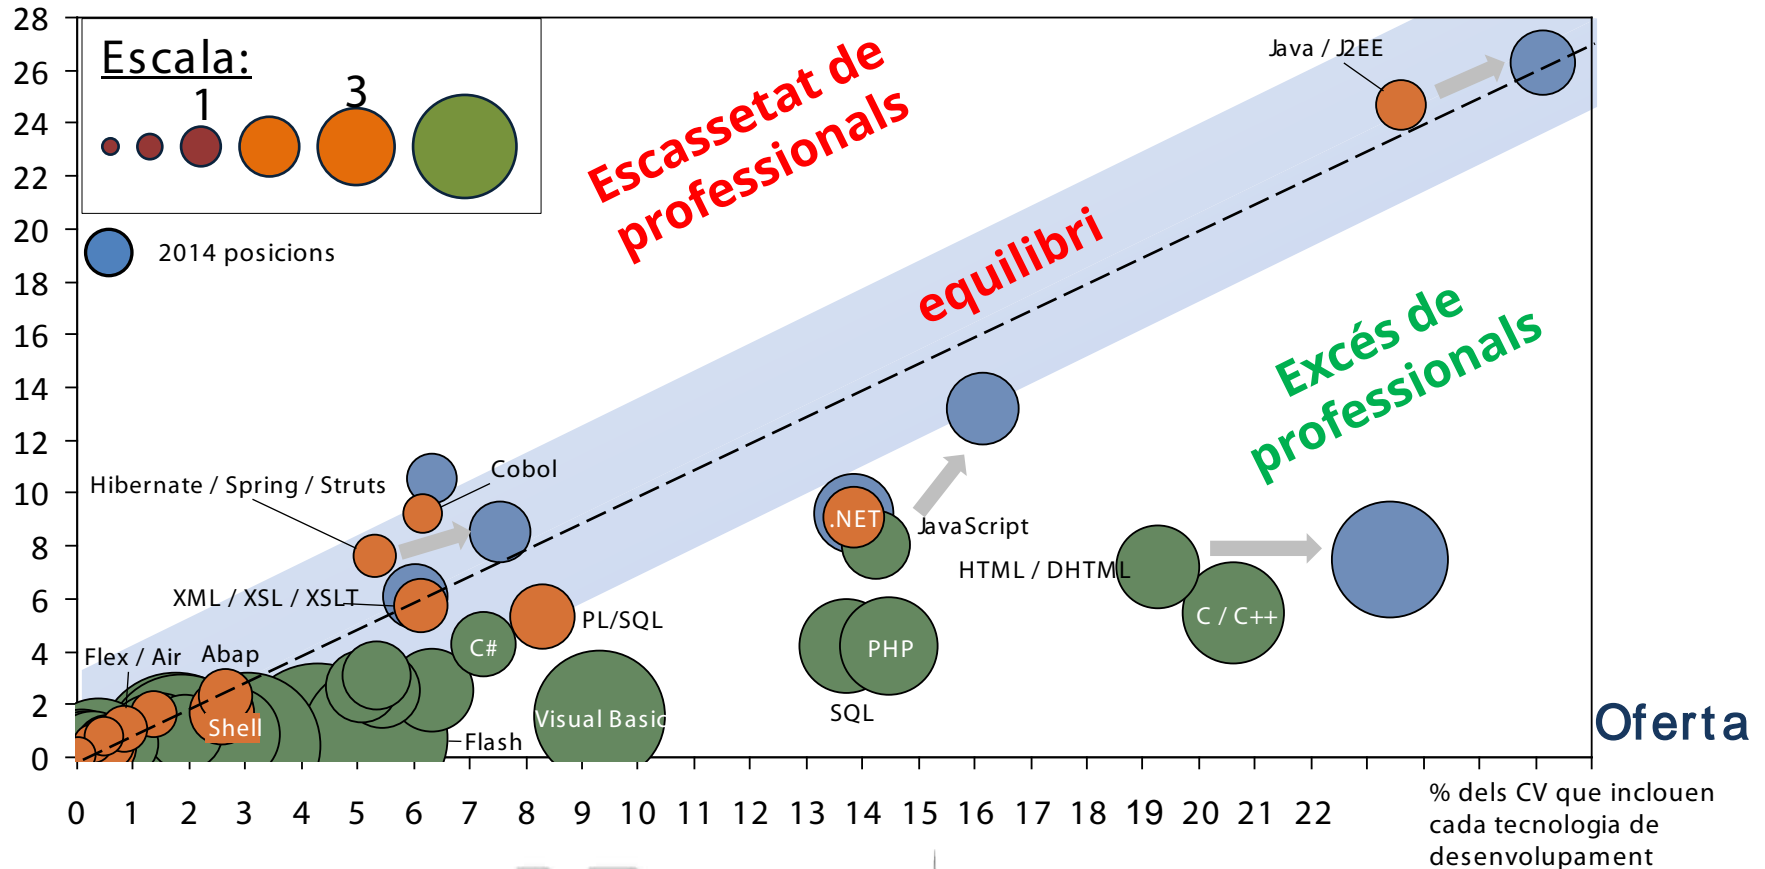 28
26
24
22
20
18
16
14
12
10
8
6
4
2
0
Escala:
1
3
2014 posicions
Escassetat de
professionals
equilibri
Excés de
professionals
Java / J2EE
Cobol
Hibernate / Spring / Struts
XML / XSL / XSLT
Flex / Air
Abap
Shell
C#
PL/SQL
Flash
Visual Basic
.NET
JavaScript
HTML / DHTML
C / C++
PHP
SQL
Oferta
0 1 2 3 4 5 6 7 8 9 10 11 12 13 14 15 16 17 18 19 20 21 22
% dels CV que inclouen
cada tecnologia de
desenvolupament